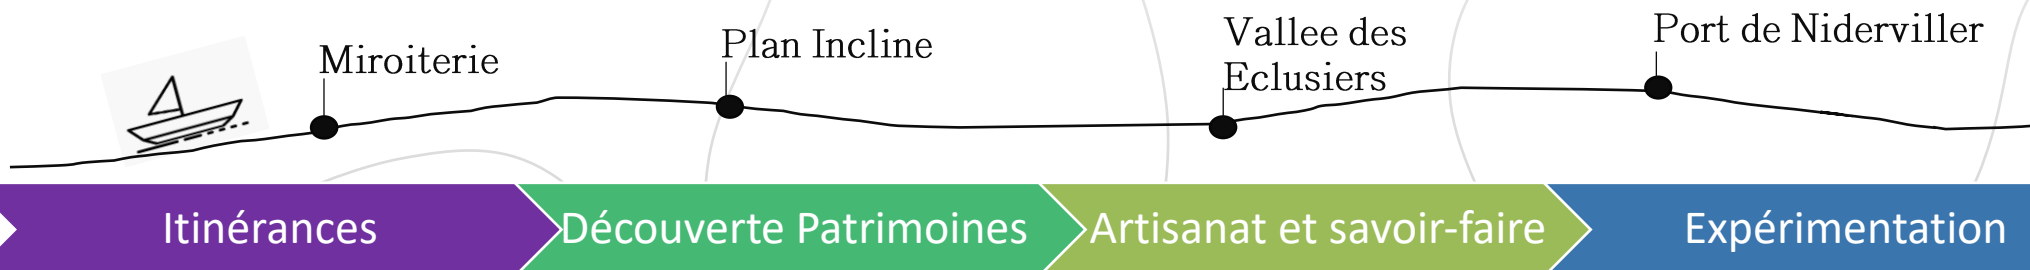 Miroiterie
Plan Incline
Vallee des
Eclusiers
Port de Niderviller
Itinérances
Découverte Patrimoines
Artisanat et savoir-faire
Expérimentation